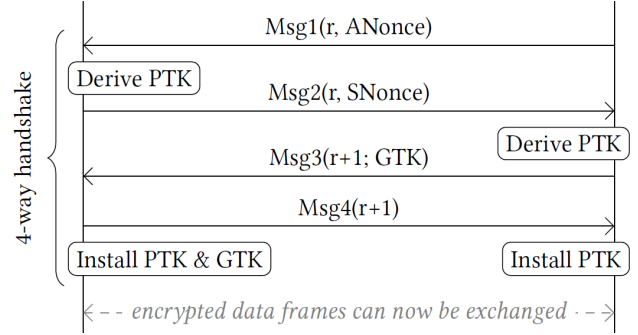 4-way handshake
Msg1(r, ANonce)
Derive PTK
Msg2(r, SNonce)
Derive PTK
Msg3(r+1; GTK)
Msg4(r+1)
Install PTK & GTK
Install PTK
encrypted data frames can now be exchanged